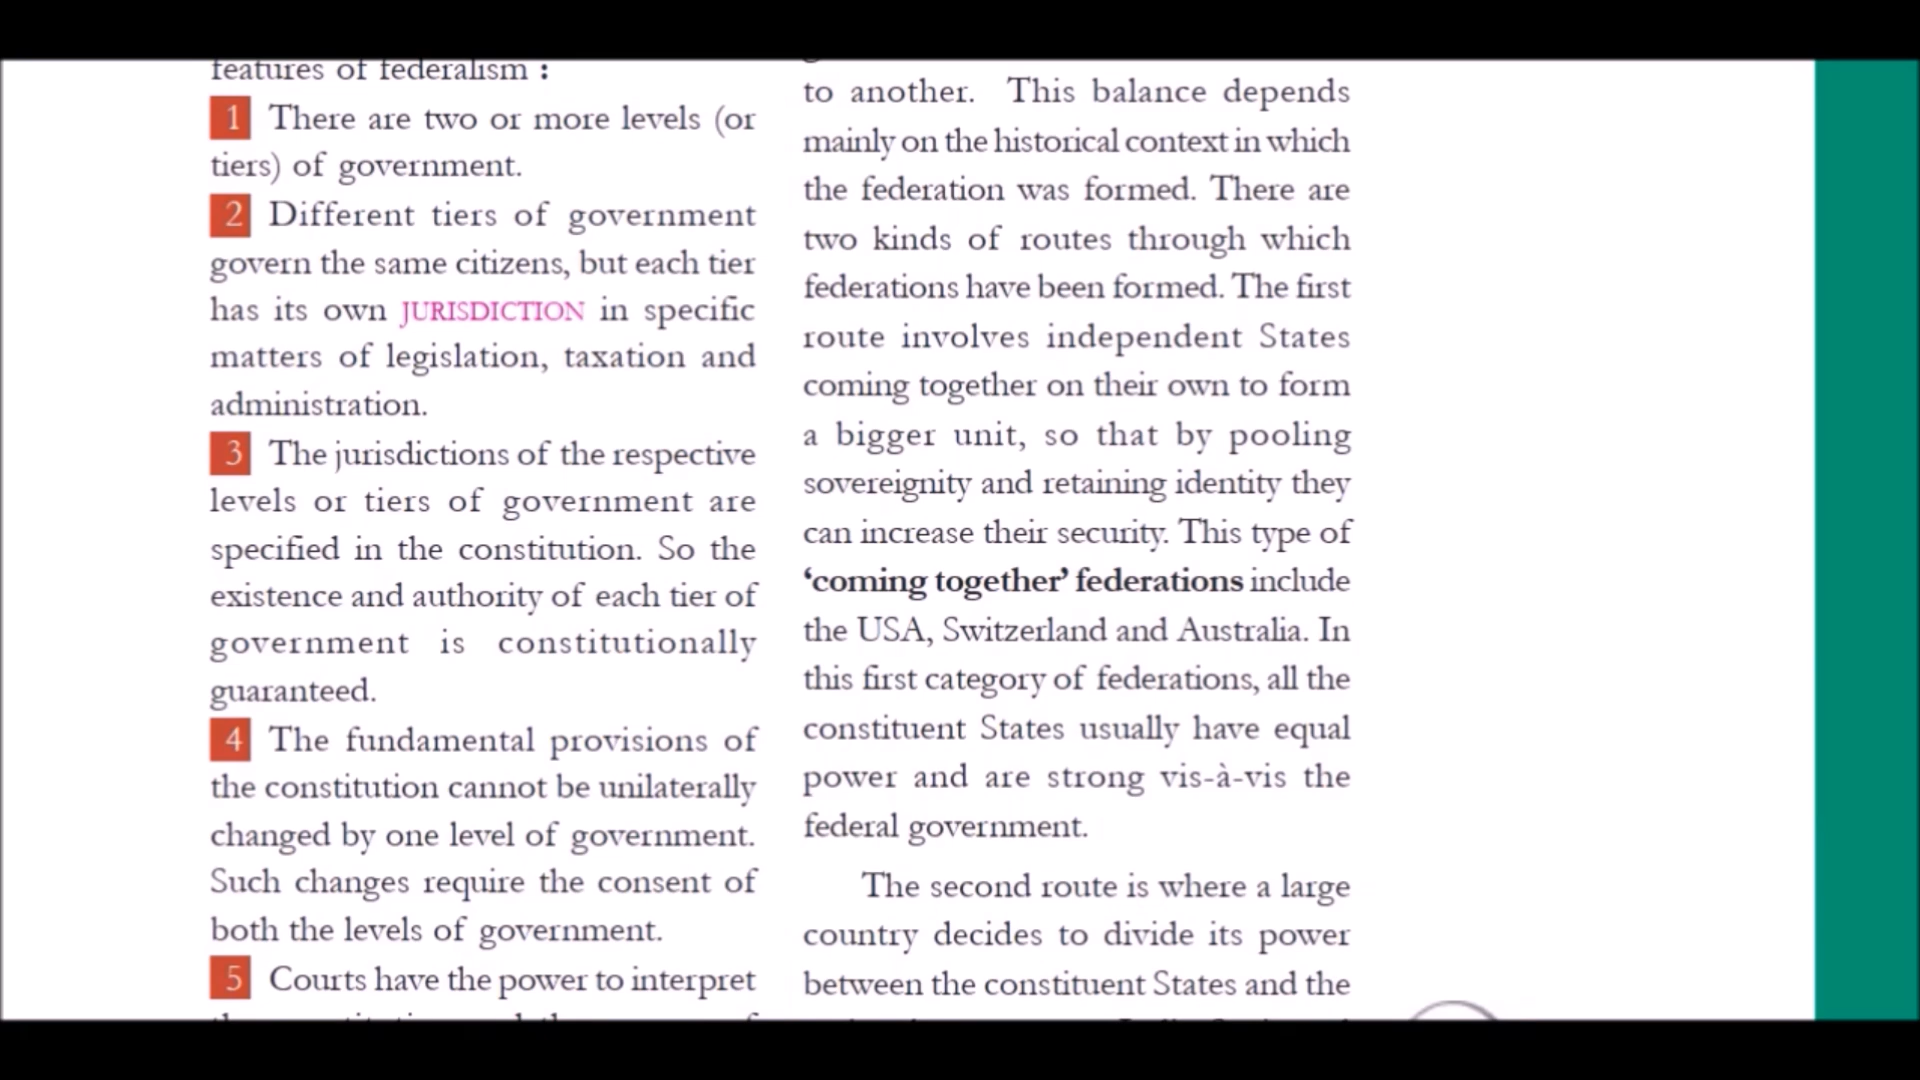 features of federalism :
1 There are two or more levels (or
tiers) of government.
2 Different tiers of government
govern the same citizens, but each tier
has its own JURISDICTION in specific
matters of legislation, taxation and
administration.
3 The jurisdictions of the respective
levels or tiers of government are
specified in the constitution. So the
existence and authority of each tier of
government is constitutionally
guaranteed.
4 The fundamental provisions of
the constitution cannot be unilaterally
changed by one level of government.
Such changes require the consent of
both the levels of government.
5 Courts have the power to interpret
to another. This balance depends
mainly on the historical context in which
the federation was formed. There are
two kinds of routes through which
federations have been formed. The first
route involves independent States
coming together on their own to form
a bigger unit, so that by pooling
sovereignity and retaining identity they
can increase their security. This type of
‘coming together’ federations include
the USA, Switzerland and Australia. In
this first category of federations, all the
constituent States usually have equal
power and are strong vis-à-vis the
federal government.
The second route is where a large
country decides to divide its power
between the constituent States and the